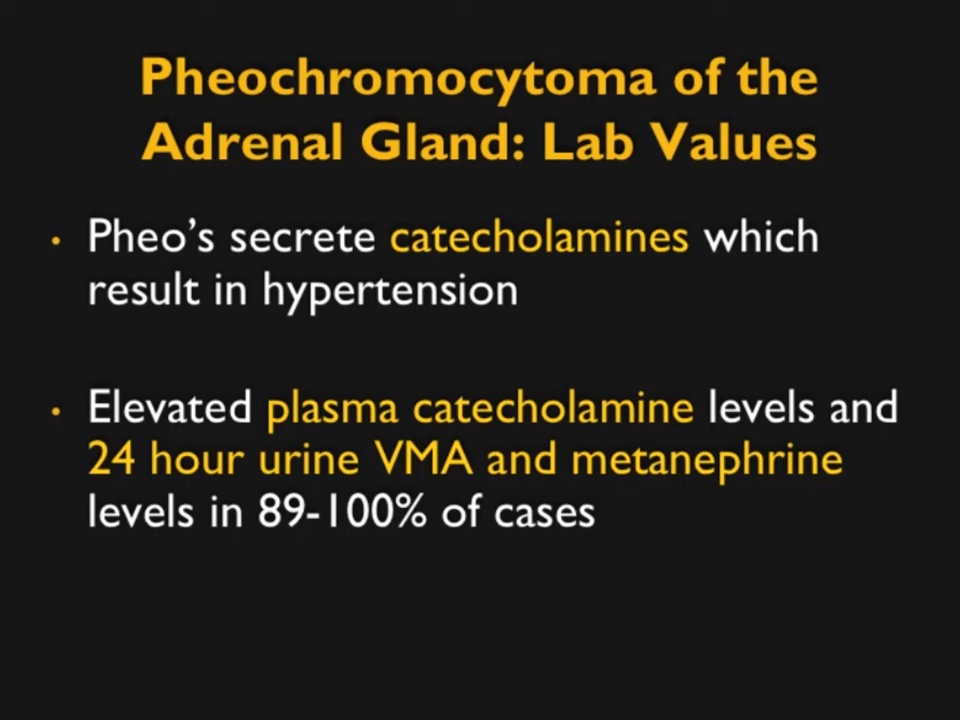 Pheochromocytoma of the
Adrenal Gland: Lab Values
• Pheo's secrete catecholamines which
result in hypertension
• Elevated plasma catecholamine levels and
24 hour urine VMA and metanephrine
levels in 89-100% of cases